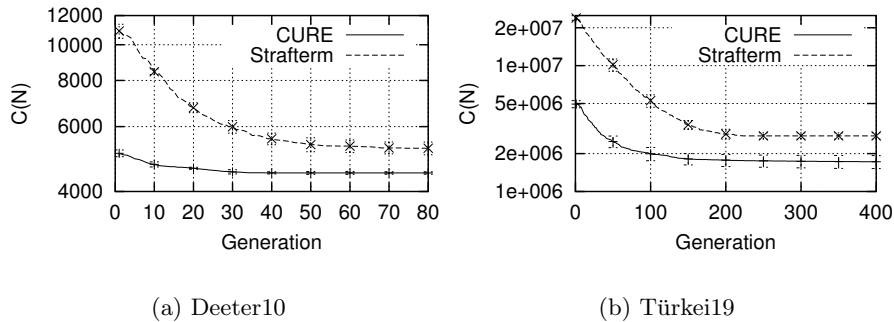 12000
10000
8000
6000
4000
C(N)
CURE
Strafterm
0 10 20 30 40 50 60 70 80
Generation
(a) Deeter10
2e+007
1e+007
5e+006
2e+006
1e+006
C(N)
CURE
Strafterm
0 100 200 300 400
Generation
(b) Türkei19